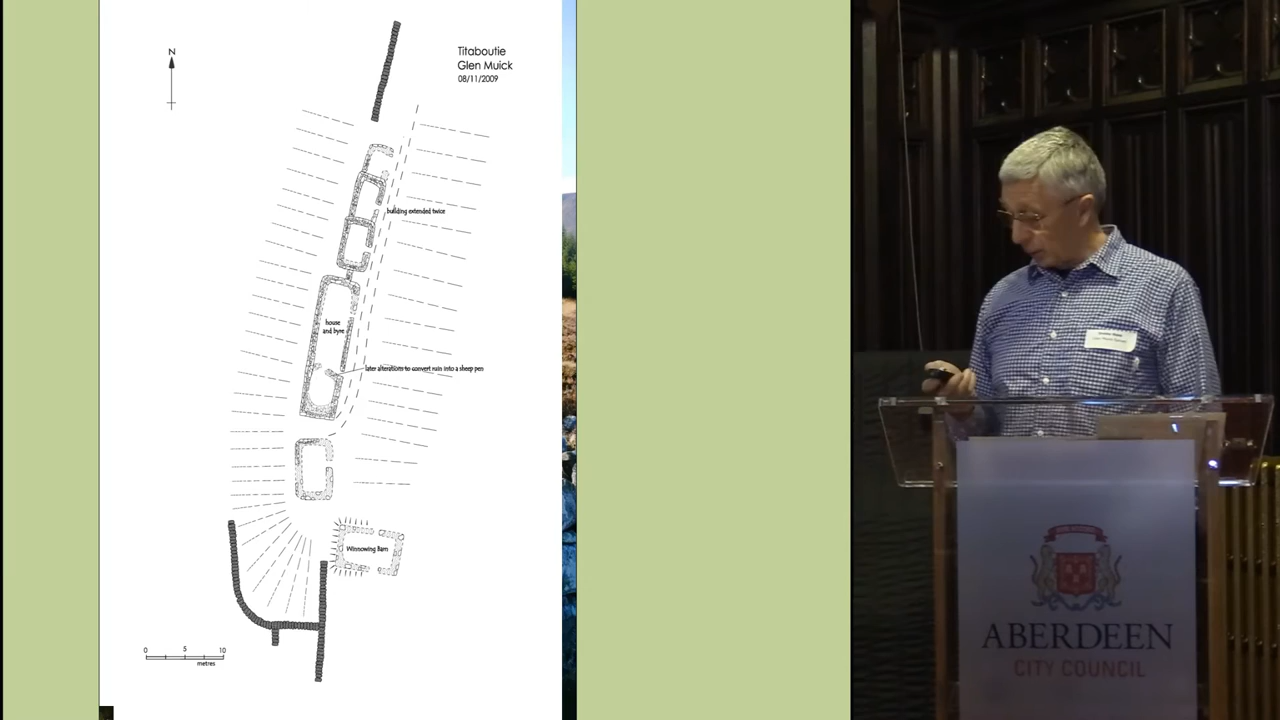 N
Titaboutie
Glen Muick
08/11/2009
building extended twice
house
and byre
later alterations to convert ruin into a sheep pen
Winnowing Barn
0 5 10
metres
ABERDEEN
CITY COUNCIL